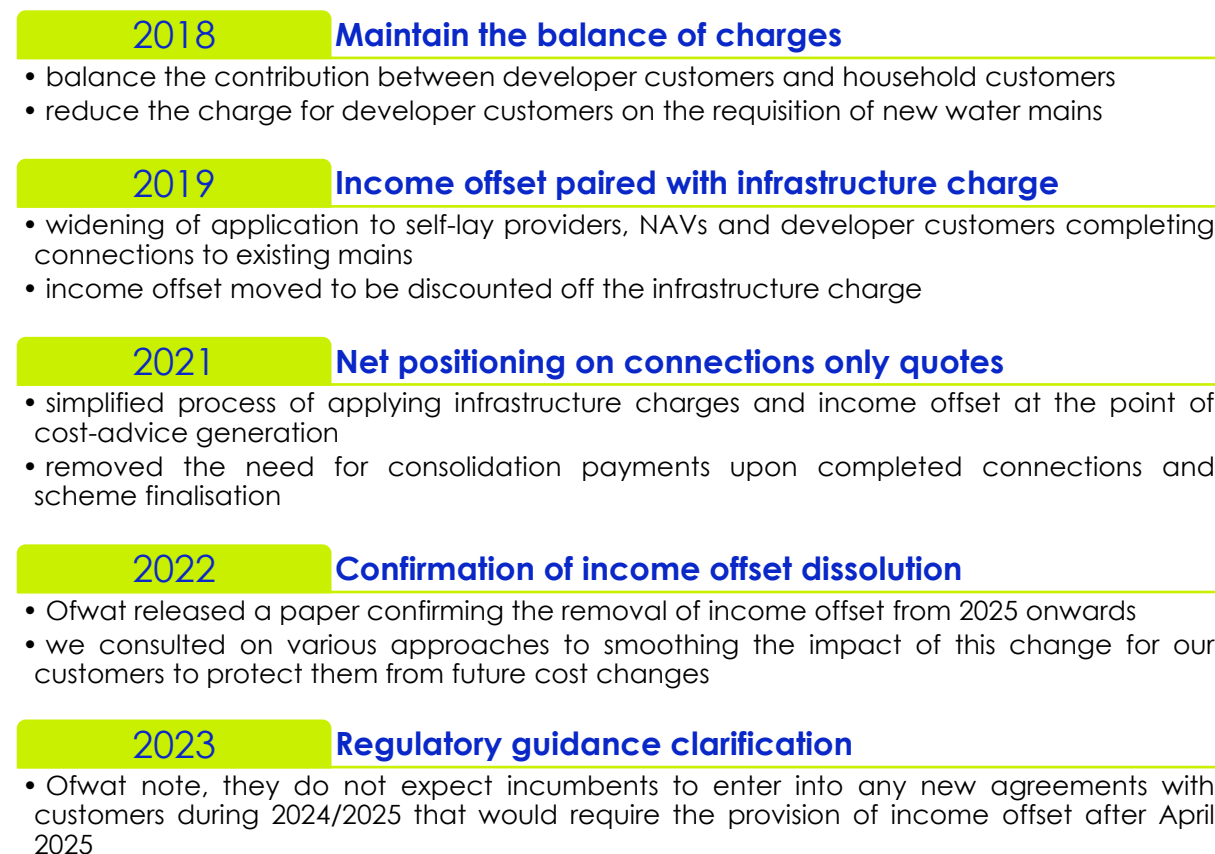 2018 Maintain the balance of charges
• balance the contribution between developer customers and household customers
• reduce the charge for developer customers on the requisition of new water mains
2019 Income offset paired with infrastructure charge
• widening of application to self-lay providers, NAVs and developer customers completing
connections to existing mains
• income offset moved to be discounted off the infrastructure charge
2021 Net positioning on connections only quotes
• simplified process of applying infrastructure charges and income offset at the point of
cost-advice generation
• removed the need for consolidation payments upon completed connections and
scheme finalisation
2022 Confirmation of income offset dissolution
• Ofwat released a paper confirming the removal of income offset from 2025 onwards
• we consulted on various approaches to smoothing the impact of this change for our
customers to protect them from future cost changes
2023 Regulatory guidance clarification
• Ofwat note, they do not expect incumbents to enter into any new agreements with
customers during 2024/2025 that would require the provision of income offset after April
2025